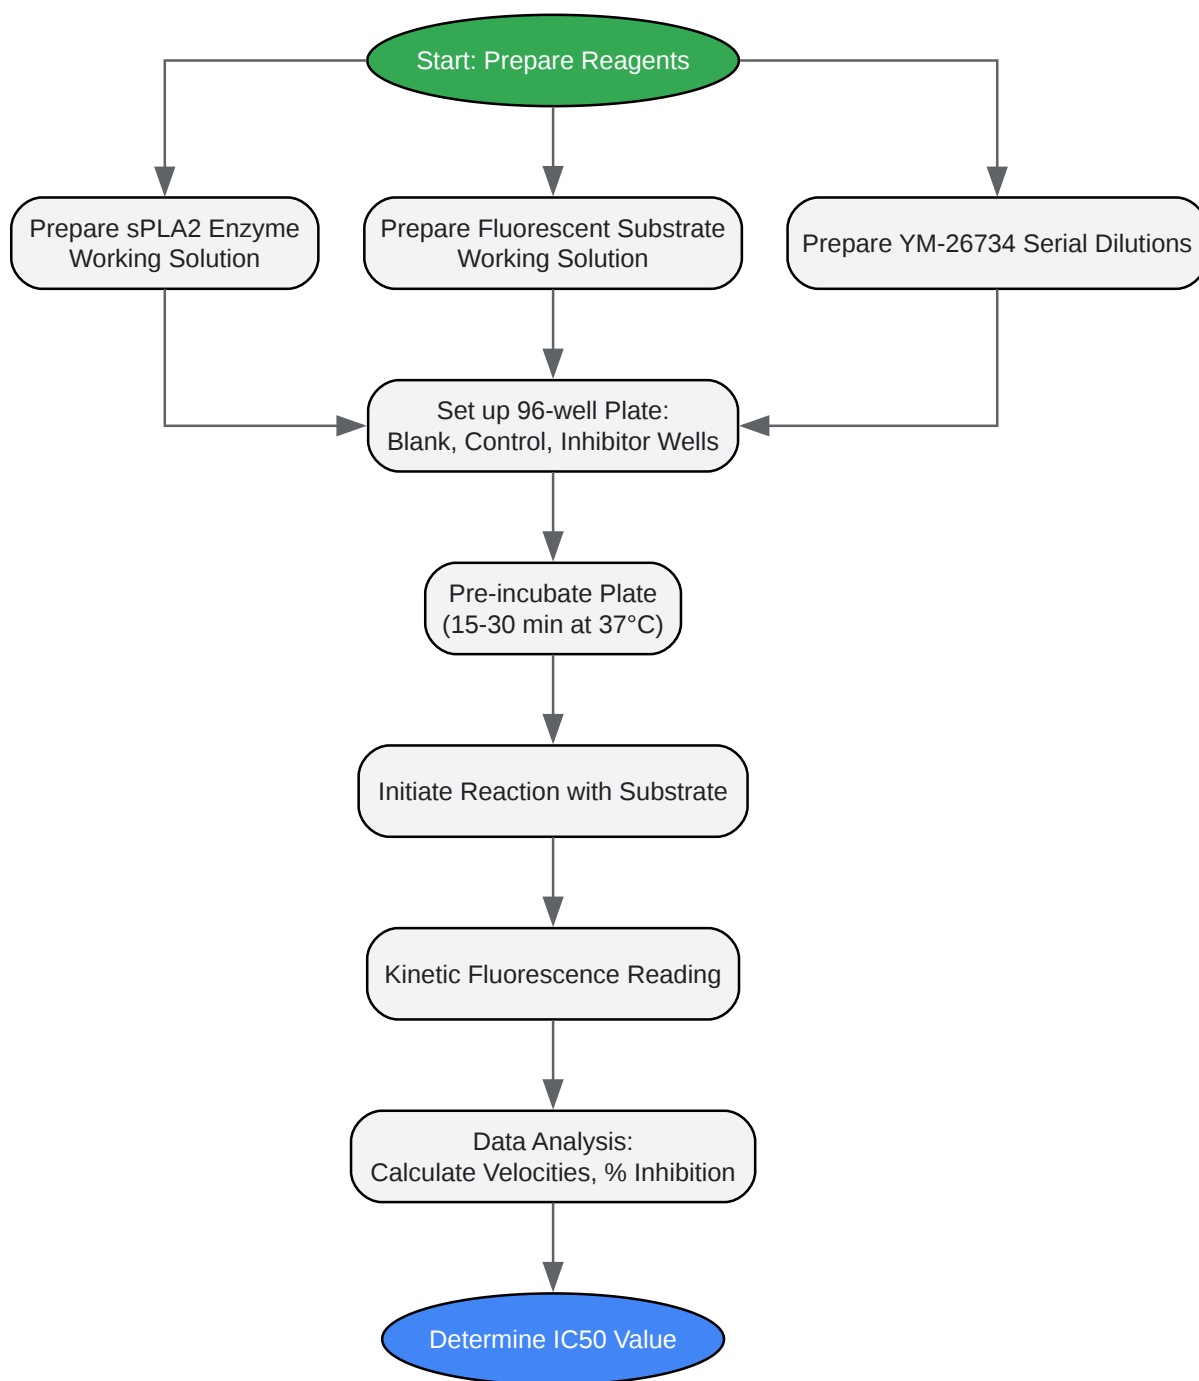 Start: Prepare Reagents
Prepare sPLA2 Enzyme
Working Solution
Prepare Fluorescent Substrate
Working Solution
Prepare YM-26734 Serial Dilutions
Set up 96-well Plate:
Blank, Control, Inhibitor Wells
Pre-incubate Plate
(15-30 min at 37°C)
Initiate Reaction with Substrate
Kinetic Fluorescence Reading
Data Analysis:
Calculate Velocities, % Inhibition
Determine IC50 Value